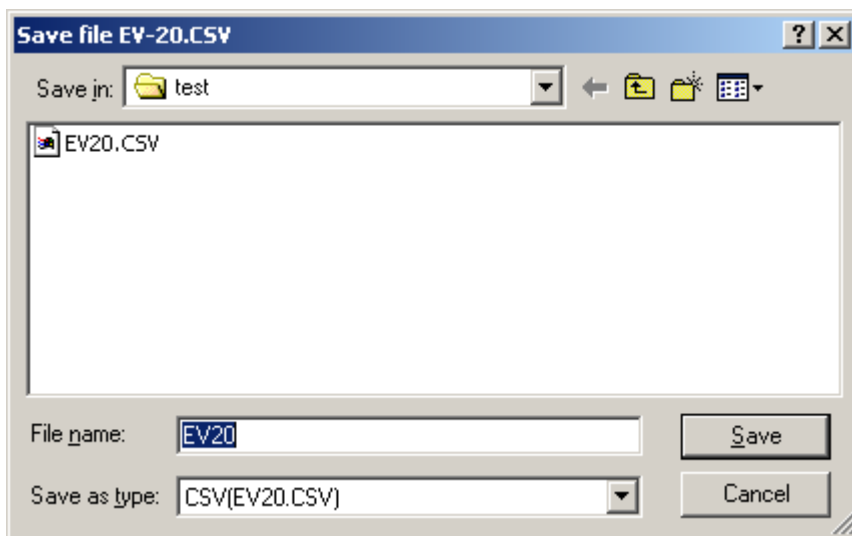 Save file EV-20.CSV
Save in: test
EV20.CSV
File name: EV20 Save
Save as type: CSV(EV20.CSV) Cancel